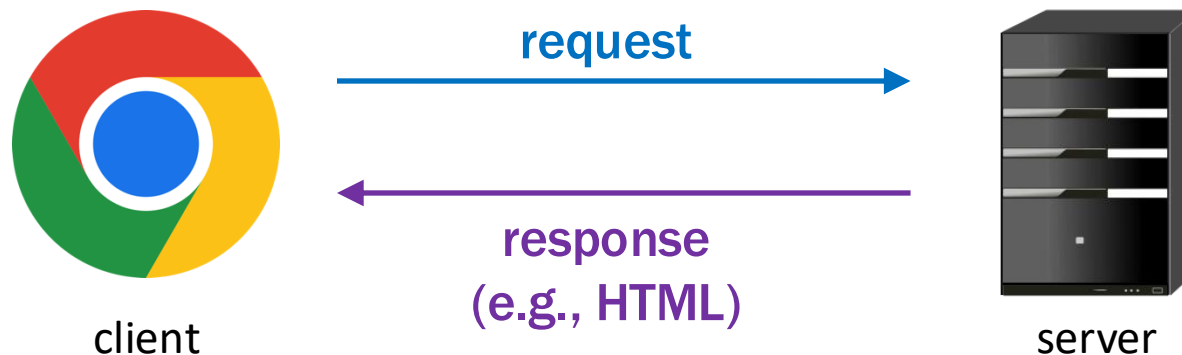 request
response
(e.g., HTML)
client
server